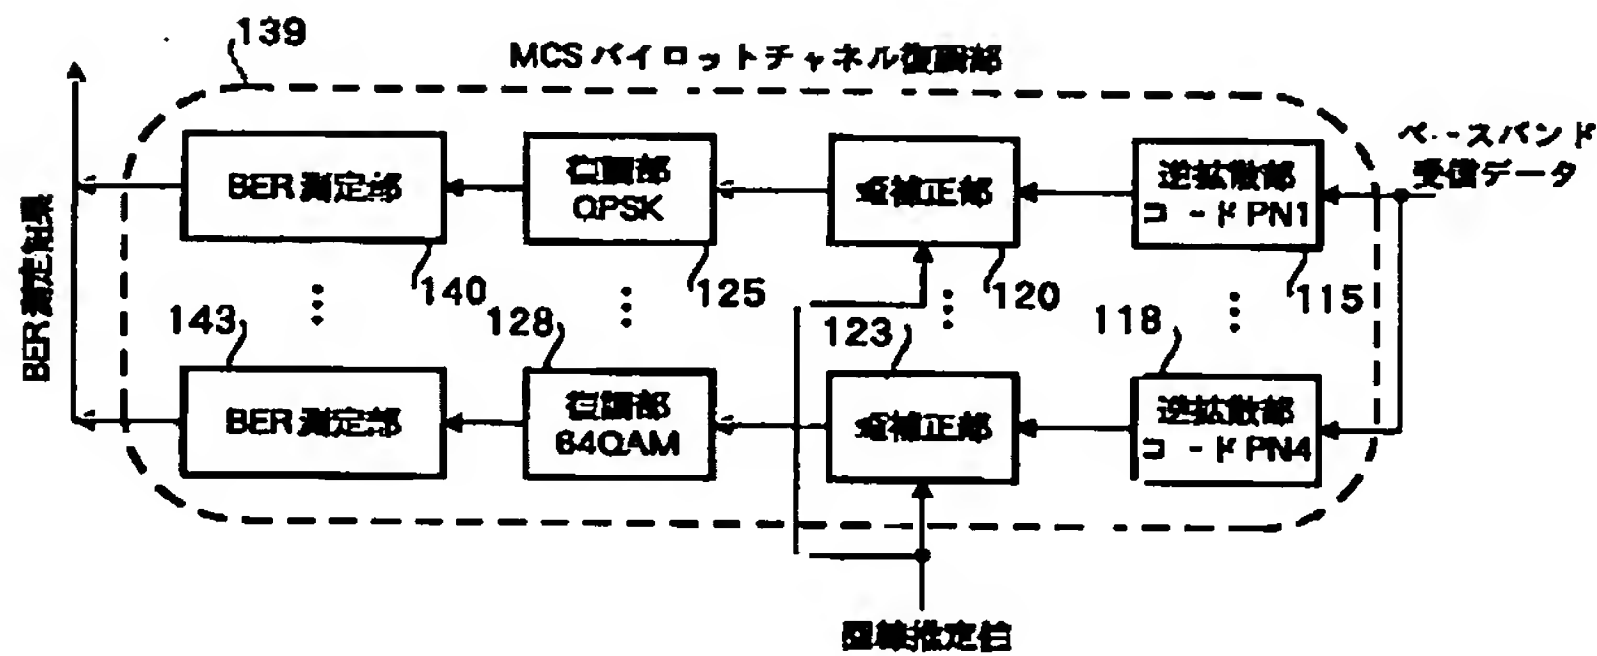 139
MCSパイロットチャネル復調部
ベースバンド
受信データ
BER測定部
復調部
QPSK
補正部
逆拡散部
コードPN1
140
125
120
115
BER測定結果
143
128
123
118
BER測定部
復調部
64QAM
補正部
逆拡散部
コードPN4
回線推定値